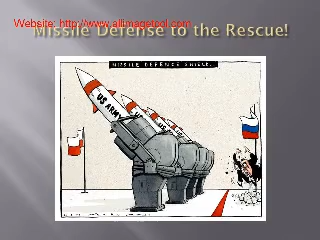 Website: http://www.allimagetool.com
Missile Defense to the Rescue!
MISSILE DEFENCE SHIELD.
US ARMY